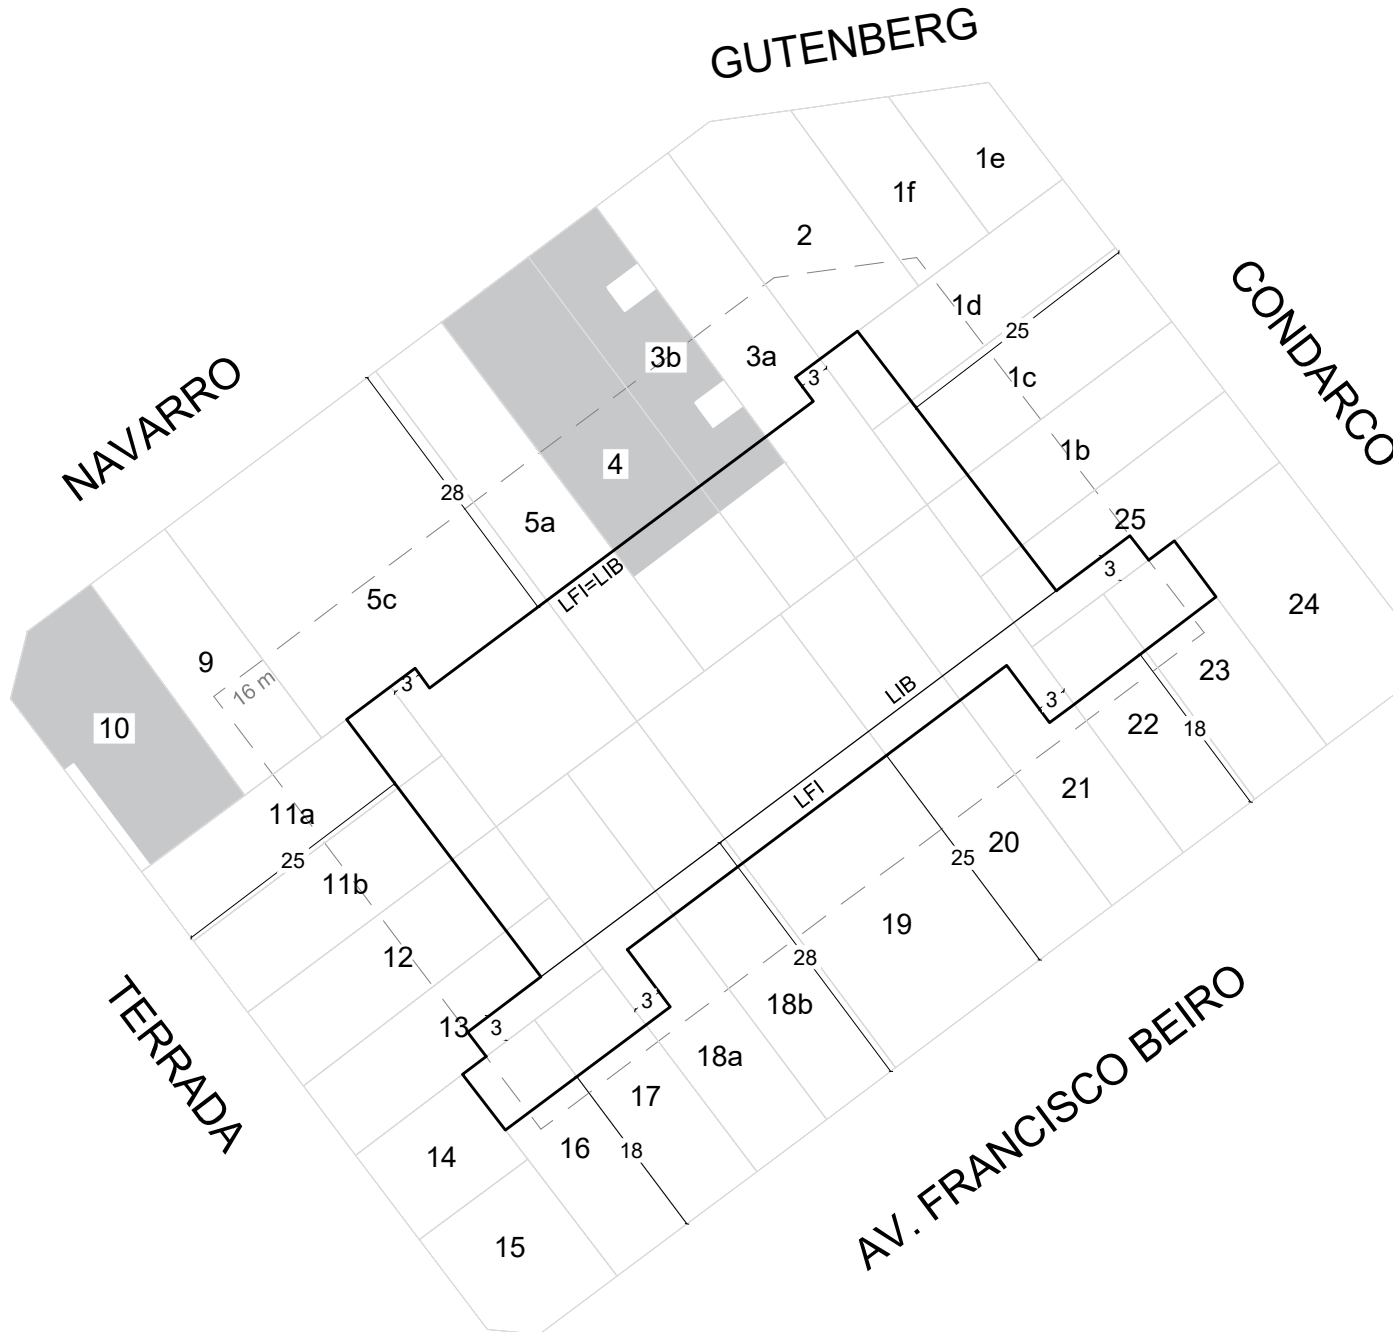 GUTENBERG
1e
1f
2
CONDARCO
1d
25
3b
3a
3
1c
NAVARRO
1b
4
28
5a
25
LFI=LIB
3
5c
24
9
23
3
16 m
LIB
3
10
22
18
21
LFI
11a
20
25
25
11b
19
12
28
18b
3
13
3
18a
TERRADA
17
AV. FRANCISCO BEIRO
16
18
14
15